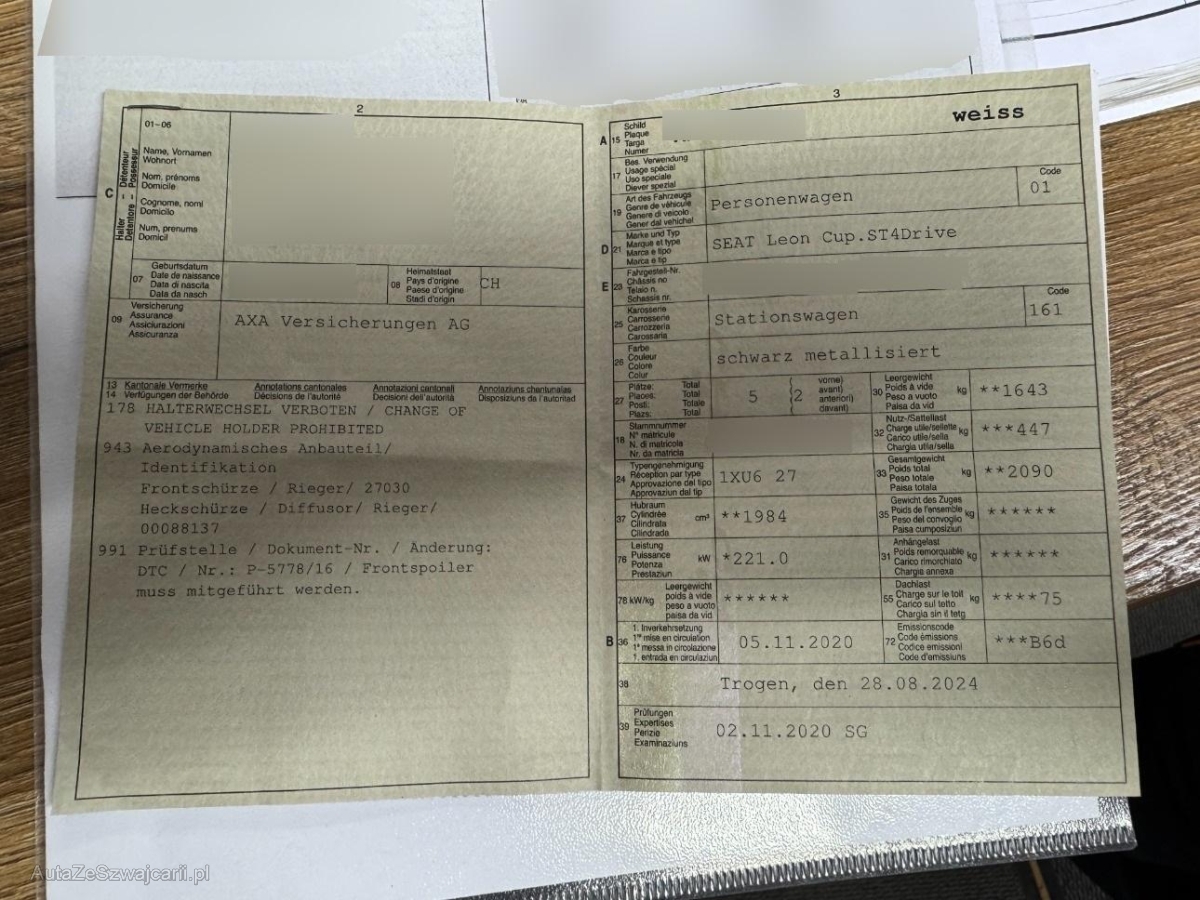 2
01-06
C
Halter – Détenteur
Detentore – Possessur
Name, Vornamen
Wohnort
Nom, prénoms
Domicile
Cognome, nomi
Domicilo
Num, prenums
Domicil
07
Geburtsdatum
Date de naissance
Data di nascita
Data da nasch
08
Heimatstaat
Pays d'origine
Paese d'origine
Stadi d'origin
CH
09
Versicherung
Assurance
Assiciurazioni
Assicuranza
AXA Versicherungen AG
13 Kantonale Vermerke
14 Verfügungen der Behörde
Annotations cantonales
Décisions de l'autorité
Annotazioni cantonali
Decisioni dell'autorità
Annotaziuns chantunalas
Disposiziuns da l'autoritad
178 HALTERWECHSEL VERBOTEN / CHANGE OF
VEHICLE HOLDER PROHIBITED
943 Aerodynamisches Anbauteil/
Identifikation
Frontschürze / Rieger/ 27030
Heckschürze / Diffusor/ Rieger/
00088137
991 Prüfstelle / Dokument-Nr. / Änderung:
DTC / Nr.: P-5778/16 / Frontspoiler
muss mitgeführt werden.
3
A 15
Schild
Plaque
Targa
Numer
weiss
17
Bes. Verwendung
Usage spécial
Uso speciale
Diever spezial
19
Art des Fahrzeugs
Genre de véhicule
Genere di veicolo
Gener dal vehichel
Personenwagen
Code
01
D 21
Marke und Typ
Marque et type
Marca e tipo
Marca e tip
SEAT Leon Cup.ST4Drive
E 23
Fahrgestell-Nr.
Châssis no
Telaio n.
Schassis nr.
25
Karosserie
Carrosserie
Carrozzeria
Carossaria
Stationswagen
Code
161
26
Farbe
Couleur
Colore
Colur
schwarz metallisiert
27
Plätze: Total
Places: Total
Posti: Totale
Plazs: Total
5
2
vorne)
avant)
anteriori)
davant)
30
Leergewicht
Poids à vide
Peso a vuoto
Paisa da vid
kg
**1643
18
Stammnummer
N° matricule
N. di matricola
Nr. da matricla
32
Nutz-/Sattellast
Charge utile/sellette
Carico utile/sella
Chargia utila/sella
kg
***447
24
Typengenehmigung
Réception par type
Approvazione del tipo
Approvaziun dal tip
1XU6 27
33
Gesamtgewicht
Poids total
Peso totale
Paisa totala
kg
**2090
37
Hubraum
Cylindrée
Cilindrata
Cilindrada
cm³
**1984
35
Gewicht des Zuges
Poids de l'ensemble
Peso del convoglio
Paisa cumposiziun
kg
******
76
Leistung
Puissance
Potenza
Prestaziun
kW
*221.0
31
Anhängelast
Poids remorquable
Carico rimorchiato
Chargia annexa
kg
******
78 kW/kg
Leergewicht
poids à vide
peso a vuoto
paisa da vid
******
55
Dachlast
Charge sur le toit
Carico sul tetto
Chargia sin il tetg
kg
****75
B 36
1. Inverkehrsetzung
1re mise en circulation
1a messa in circolazione
1. entrada en circulaziun
05.11.2020
72
Emissionscode
Code émissions
Codice emissioni
Code d'emissiuns
***B6d
38
Trogen, den 28.08.2024
39
Prüfungen
Expertises
Perizie
Examinaziuns
02.11.2020 SG
AutaZeSzwajcarii.pl